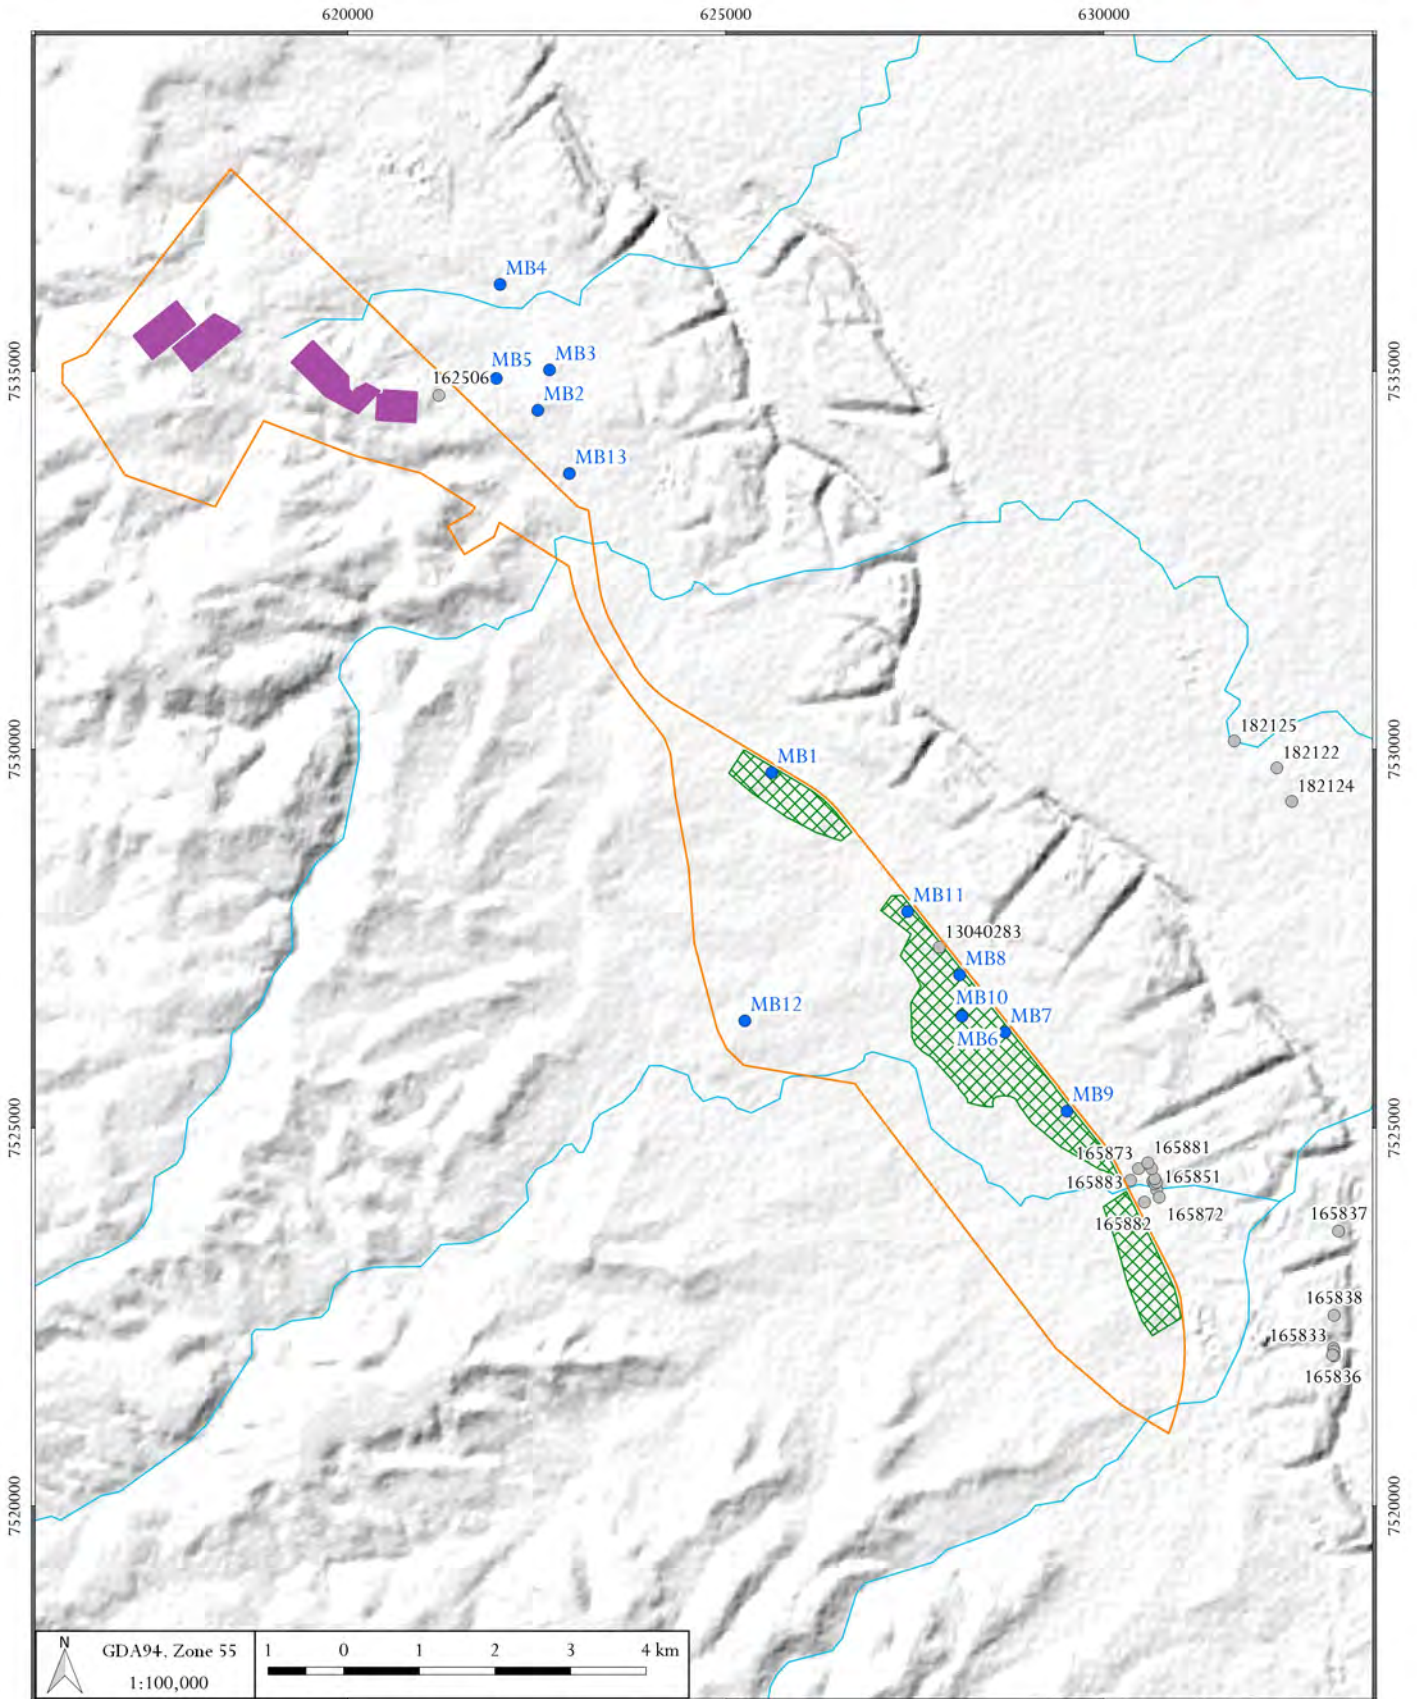 620000
625000
630000
MB4
7535000
7535000
MB3
MB5
162506
MB2
MB13
182125
7530000
7530000
182122
MB1
182124
MB11
13040283
MB8
MB10
MB12
MB7
MB6
MB9
7525000
7525000
165881
165873
165851
165883
165872
165882
165837
165838
165833
165836
7520000
7520000
N
GDA94, Zone 55
1:100,000
1 0 1 2 3 4 km